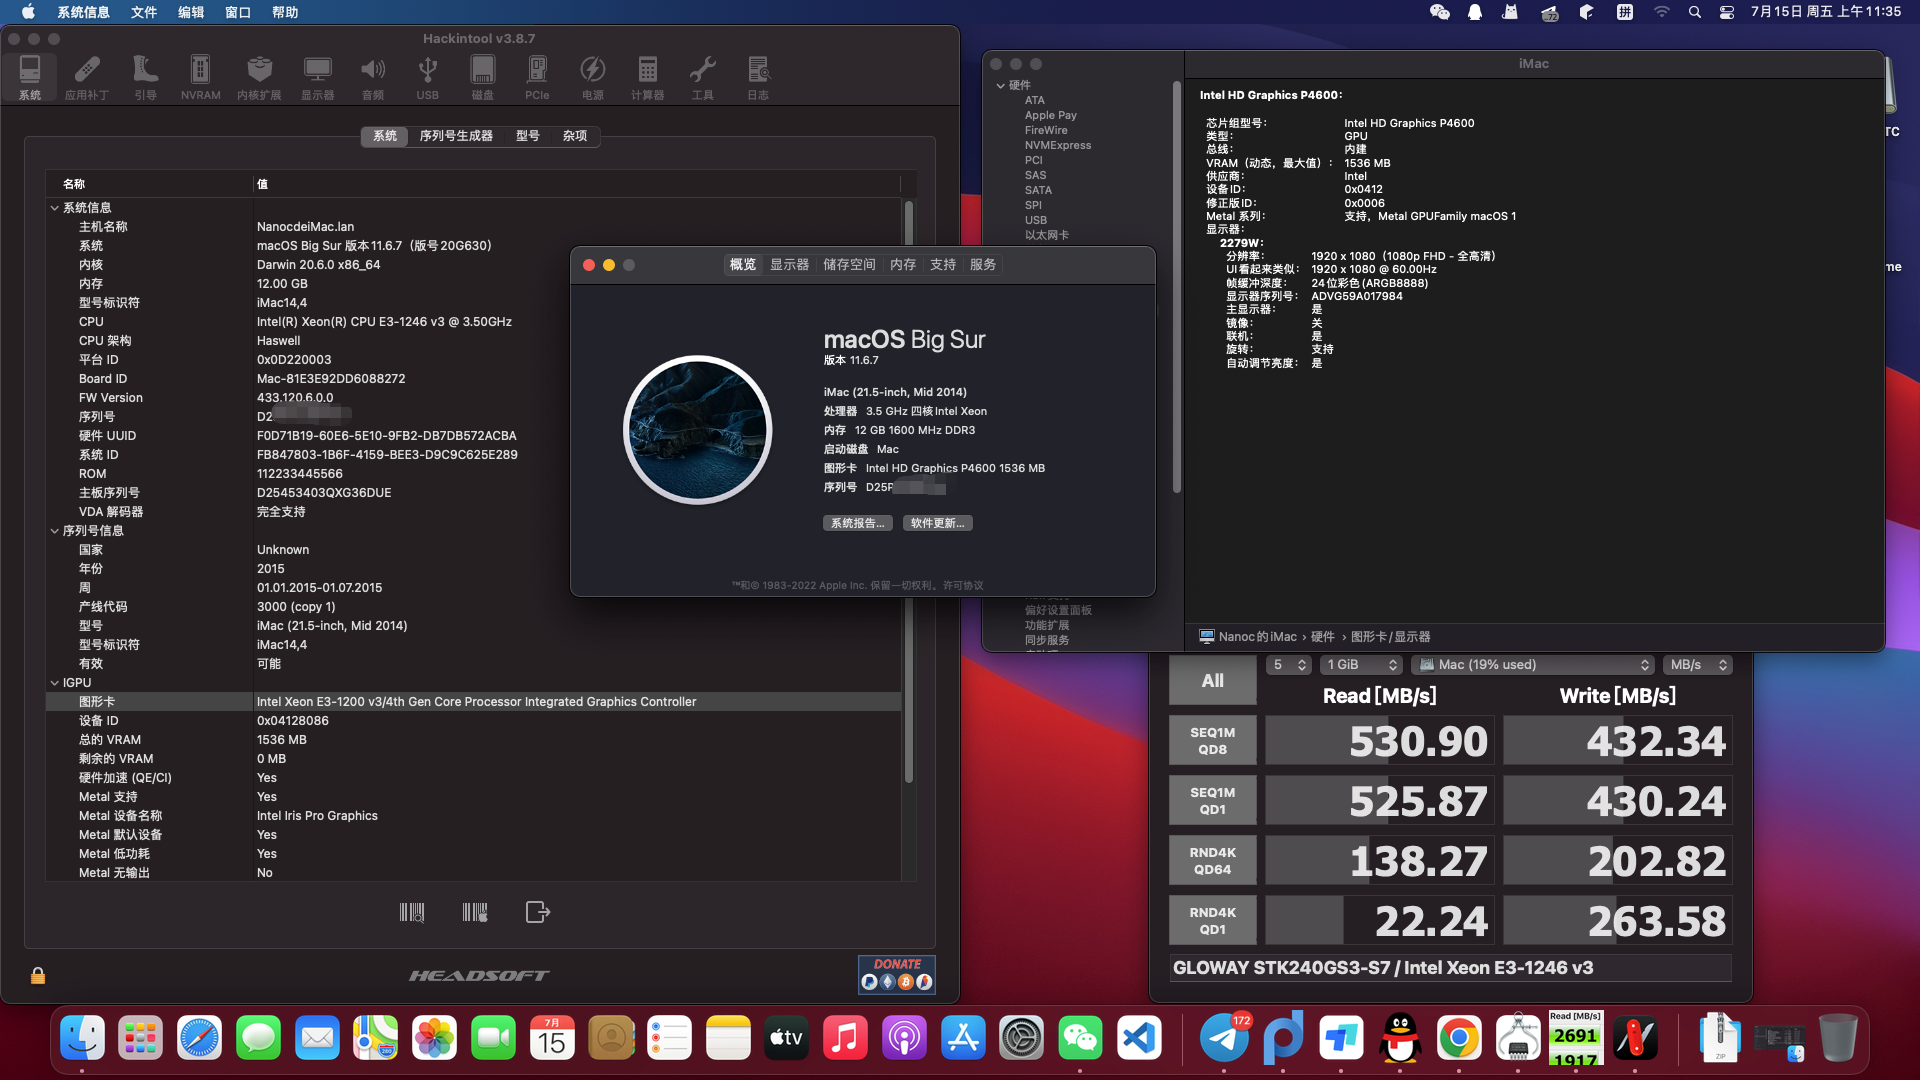 系统信息 文件 编辑 窗口 帮助
72
拼
7月15日 周五 上午11:35
Hackintool v3.8.7
系统 应用补丁 引导 NVRAM 内核扩展 显示器 音频 USB 磁盘 PCIe 电源 计算器 工具 日志
系统 序列号生成器 型号 杂项
名称 值
系统信息
主机名称 NanocdeiMac.lan
系统 macOS Big Sur 版本11.6.7（版号20G630）
内核 Darwin 20.6.0 x86_64
内存 12.00 GB
型号标识符 iMac14,4
CPU Intel(R) Xeon(R) CPU E3-1246 v3 @ 3.50GHz
CPU 架构 Haswell
平台 ID 0x0D220003
Board ID Mac-81E3E92DD6088272
FW Version 433.120.6.0.0
序列号 D2
硬件 UUID F0D71B19-60E6-5E10-9FB2-DB7DB572ACBA
系统 ID FB847803-1B6F-4159-BEE3-D9C9C625E289
ROM 112233445566
主板序列号 D25453403QXG36DUE
VDA 解码器 完全支持
序列号信息
国家 Unknown
年份 2015
周 01.01.2015-01.07.2015
产线代码 3000 (copy 1)
型号 iMac (21.5-inch, Mid 2014)
型号标识符 iMac14,4
有效 可能
IGPU
图形卡 Intel Xeon E3-1200 v3/4th Gen Core Processor Integrated Graphics Controller
设备 ID 0x04128086
总的 VRAM 1536 MB
剩余的 VRAM 0 MB
硬件加速 (QE/CI) Yes
Metal 支持 Yes
Metal 设备名称 Intel Iris Pro Graphics
Metal 默认设备 Yes
Metal 低功耗 Yes
Metal 无输出 No
HEADSOFT
DONATE
概览 显示器 储存空间 内存 支持 服务
macOS Big Sur
版本 11.6.7
iMac (21.5-inch, Mid 2014)
处理器 3.5 GHz 四核Intel Xeon
内存 12 GB 1600 MHz DDR3
启动磁盘 Mac
图形卡 Intel HD Graphics P4600 1536 MB
序列号 D25P
系统报告... 软件更新...
™和© 1983-2022 Apple Inc. 保留一切权利。许可协议
iMac
硬件
ATA
Apple Pay
FireWire
NVMExpress
PCI
SAS
SATA
SPI
USB
以太网卡
偏好设置面板
功能扩展
同步服务
Intel HD Graphics P4600：
芯片组型号： Intel HD Graphics P4600
类型： GPU
总线： 内建
VRAM（动态，最大值）： 1536 MB
供应商： Intel
设备ID： 0x0412
修正版ID： 0x0006
Metal 系列： 支持，Metal GPUFamily macOS 1
显示器：
2279W：
分辨率： 1920 x 1080（1080p FHD - 全高清）
UI看起来类似： 1920 x 1080 @ 60.00Hz
帧缓冲深度： 24位彩色（ARGB8888）
显示器序列号： ADVG59A017984
主显示器： 是
镜像： 关
联机： 是
旋转： 支持
自动调节亮度： 是
Nanoc的iMac › 硬件 › 图形卡/显示器
TC
me
All 5 1 GiB Mac (19% used) MB/s
Read [MB/s] Write [MB/s]
SEQ1M QD8 530.90 432.34
SEQ1M QD1 525.87 430.24
RND4K QD64 138.27 202.82
RND4K QD1 22.24 263.58
GLOWAY STK240GS3-S7 / Intel Xeon E3-1246 v3
280
7月
15
tv
172
Read [MB/s]
2691
1917
ZIP